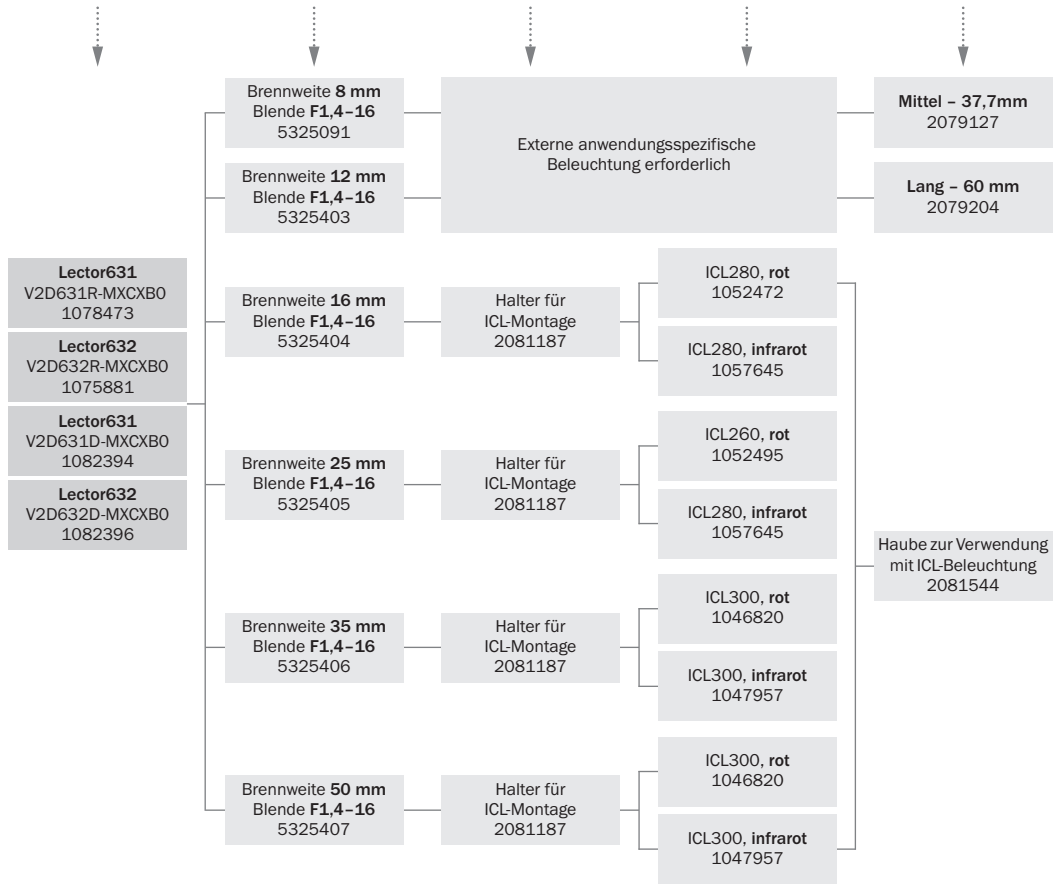 Brennweite 8 mm
Blende F1,4–16
5325091
Externe anwendungsspezifische
Beleuchtung erforderlich
Mittel – 37,7mm
2079127
Brennweite 12 mm
Blende F1,4–16
5325403
Lang – 60 mm
2079204
Lector631
V2D631R-MXCXB0
1078473
Lector632
V2D632R-MXCXB0
1075881
Lector631
V2D631D-MXCXB0
1082394
Lector632
V2D632D-MXCXB0
1082396
Brennweite 16 mm
Blende F1,4–16
5325404
Halter für
ICL-Montage
2081187
ICL280, rot
1052472
ICL280, infrarot
1057645
Brennweite 25 mm
Blende F1,4–16
5325405
Halter für
ICL-Montage
2081187
ICL260, rot
1052495
ICL280, infrarot
1057645
Haube zur Verwendung
mit ICL-Beleuchtung
2081544
Brennweite 35 mm
Blende F1,4–16
5325406
Halter für
ICL-Montage
2081187
ICL300, rot
1046820
ICL300, infrarot
1047957
Brennweite 50 mm
Blende F1,4–16
5325407
Halter für
ICL-Montage
2081187
ICL300, rot
1046820
ICL300, infrarot
1047957